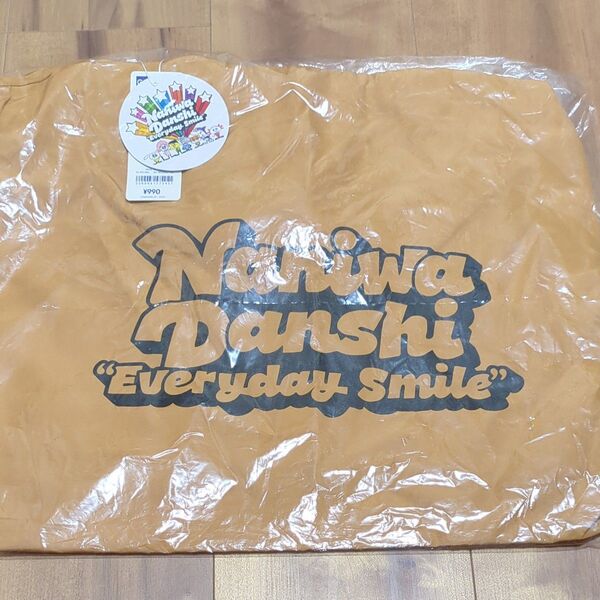 Naniwa
Danshi
Everyday Smile
¥990
Naniwa
Danshi
“Everyday Smile”